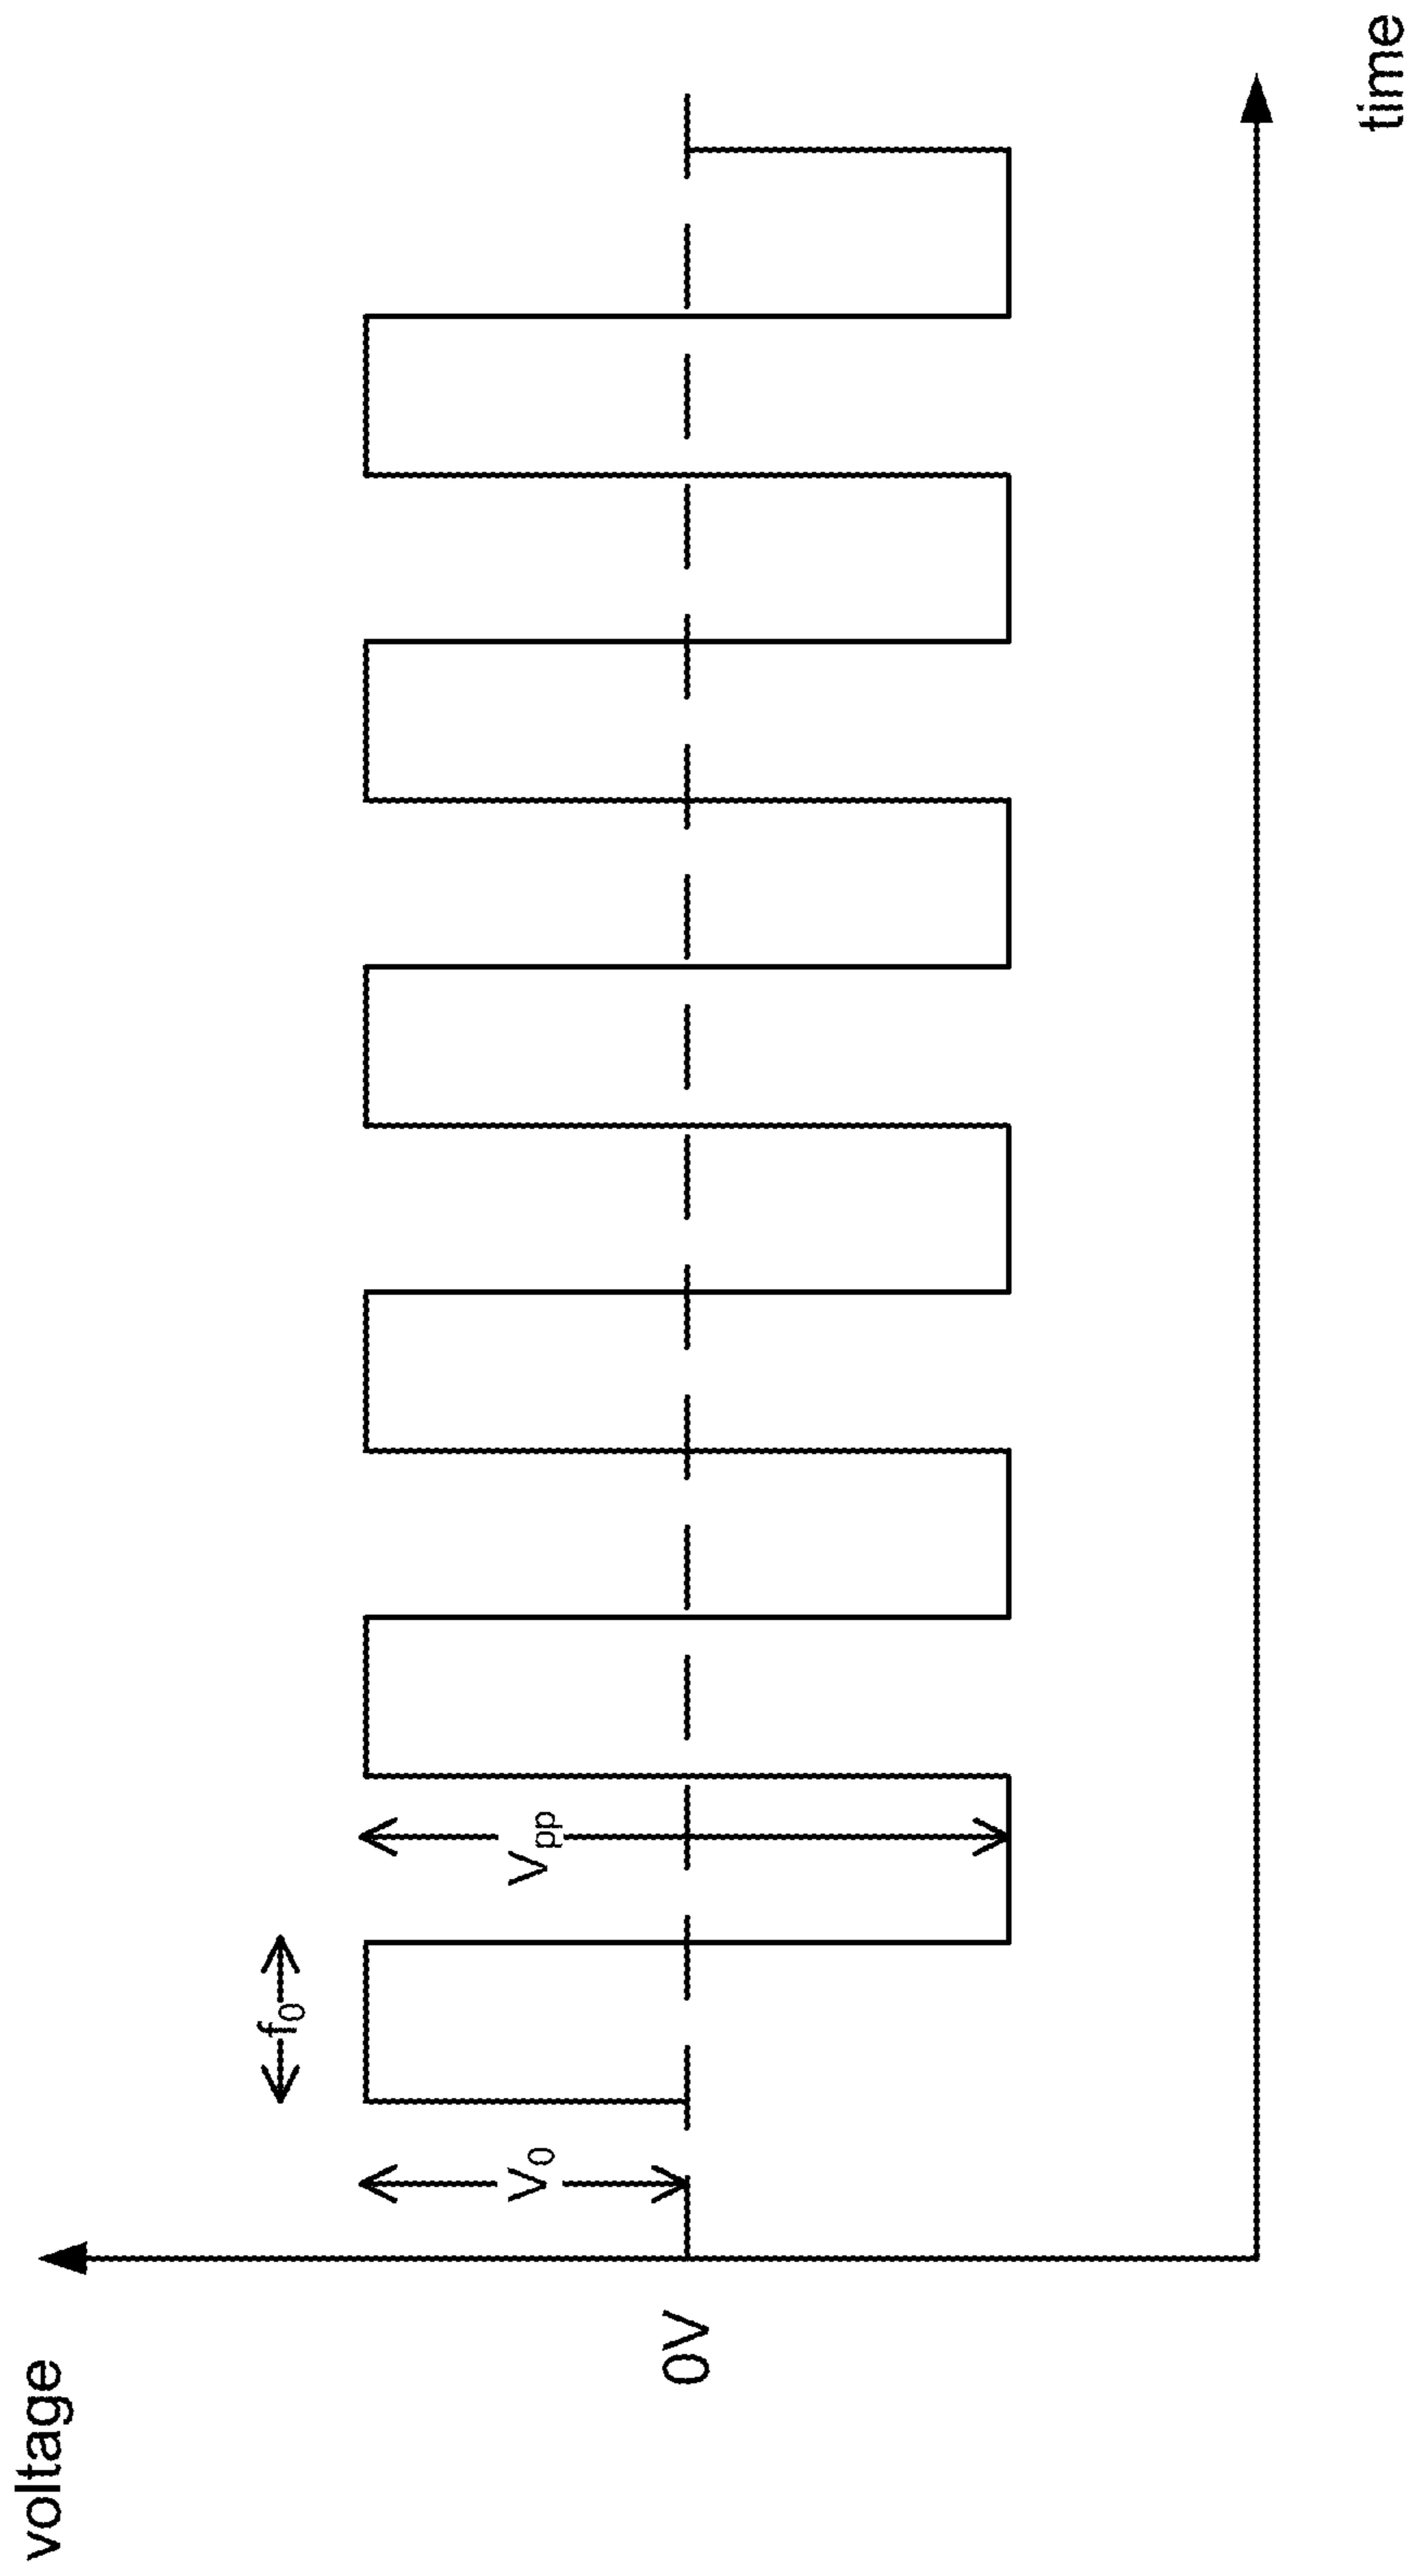 voltage
f₀
V₀
Vₚₚ
0V
time